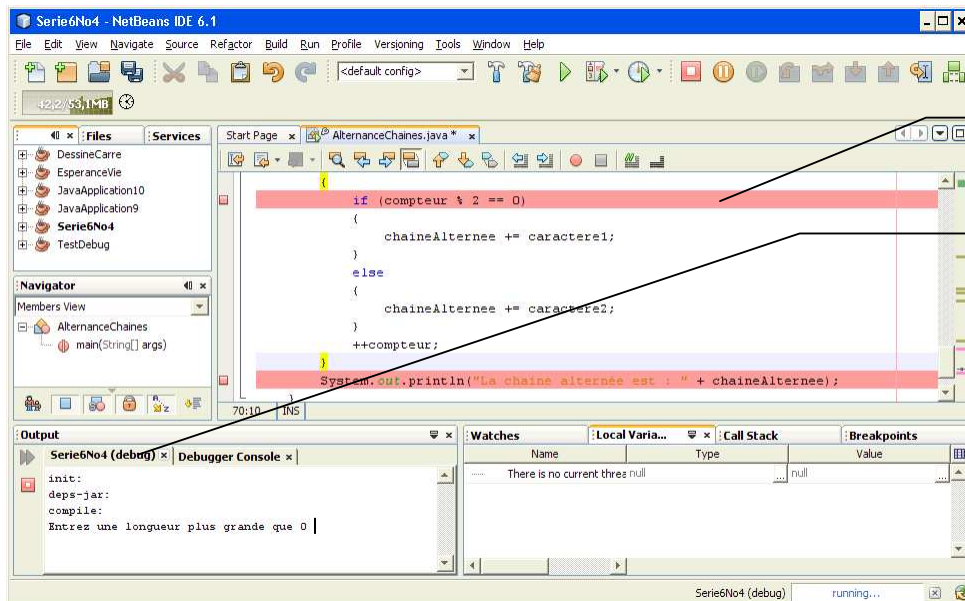 Serie6No4 - NetBeans IDE 6.1
File Edit View Navigate Source Refactor Build Run Profile Versioning Tools Window Help
<default config>
42,2/53,1MB
Files Services
DessineCarre
EsperanceVie
JavaApplication10
JavaApplication9
Serie6No4
TestDebug
Navigator
Members View
AlternanceChaines
main(String[] args)
Start Page x AlternanceChaines.java * x
{
if (compteur % 2 == 0)
{
chaineAlternee += caractere1;
}
else
{
chaineAlternee += caractere2;
}
++compteur;
}
System.out.println("La chaine alternée est : " + chaineAlternee);
}
70:10 INS
Output
Serie6No4 (debug) x Debugger Console x
init:
deps-jar:
compile:
Entrez une longueur plus grande que 0
Watches Local Varia... Call Stack Breakpoints
Name Type Value
There is no current threa null ... null ...
Serie6No4 (debug) running...